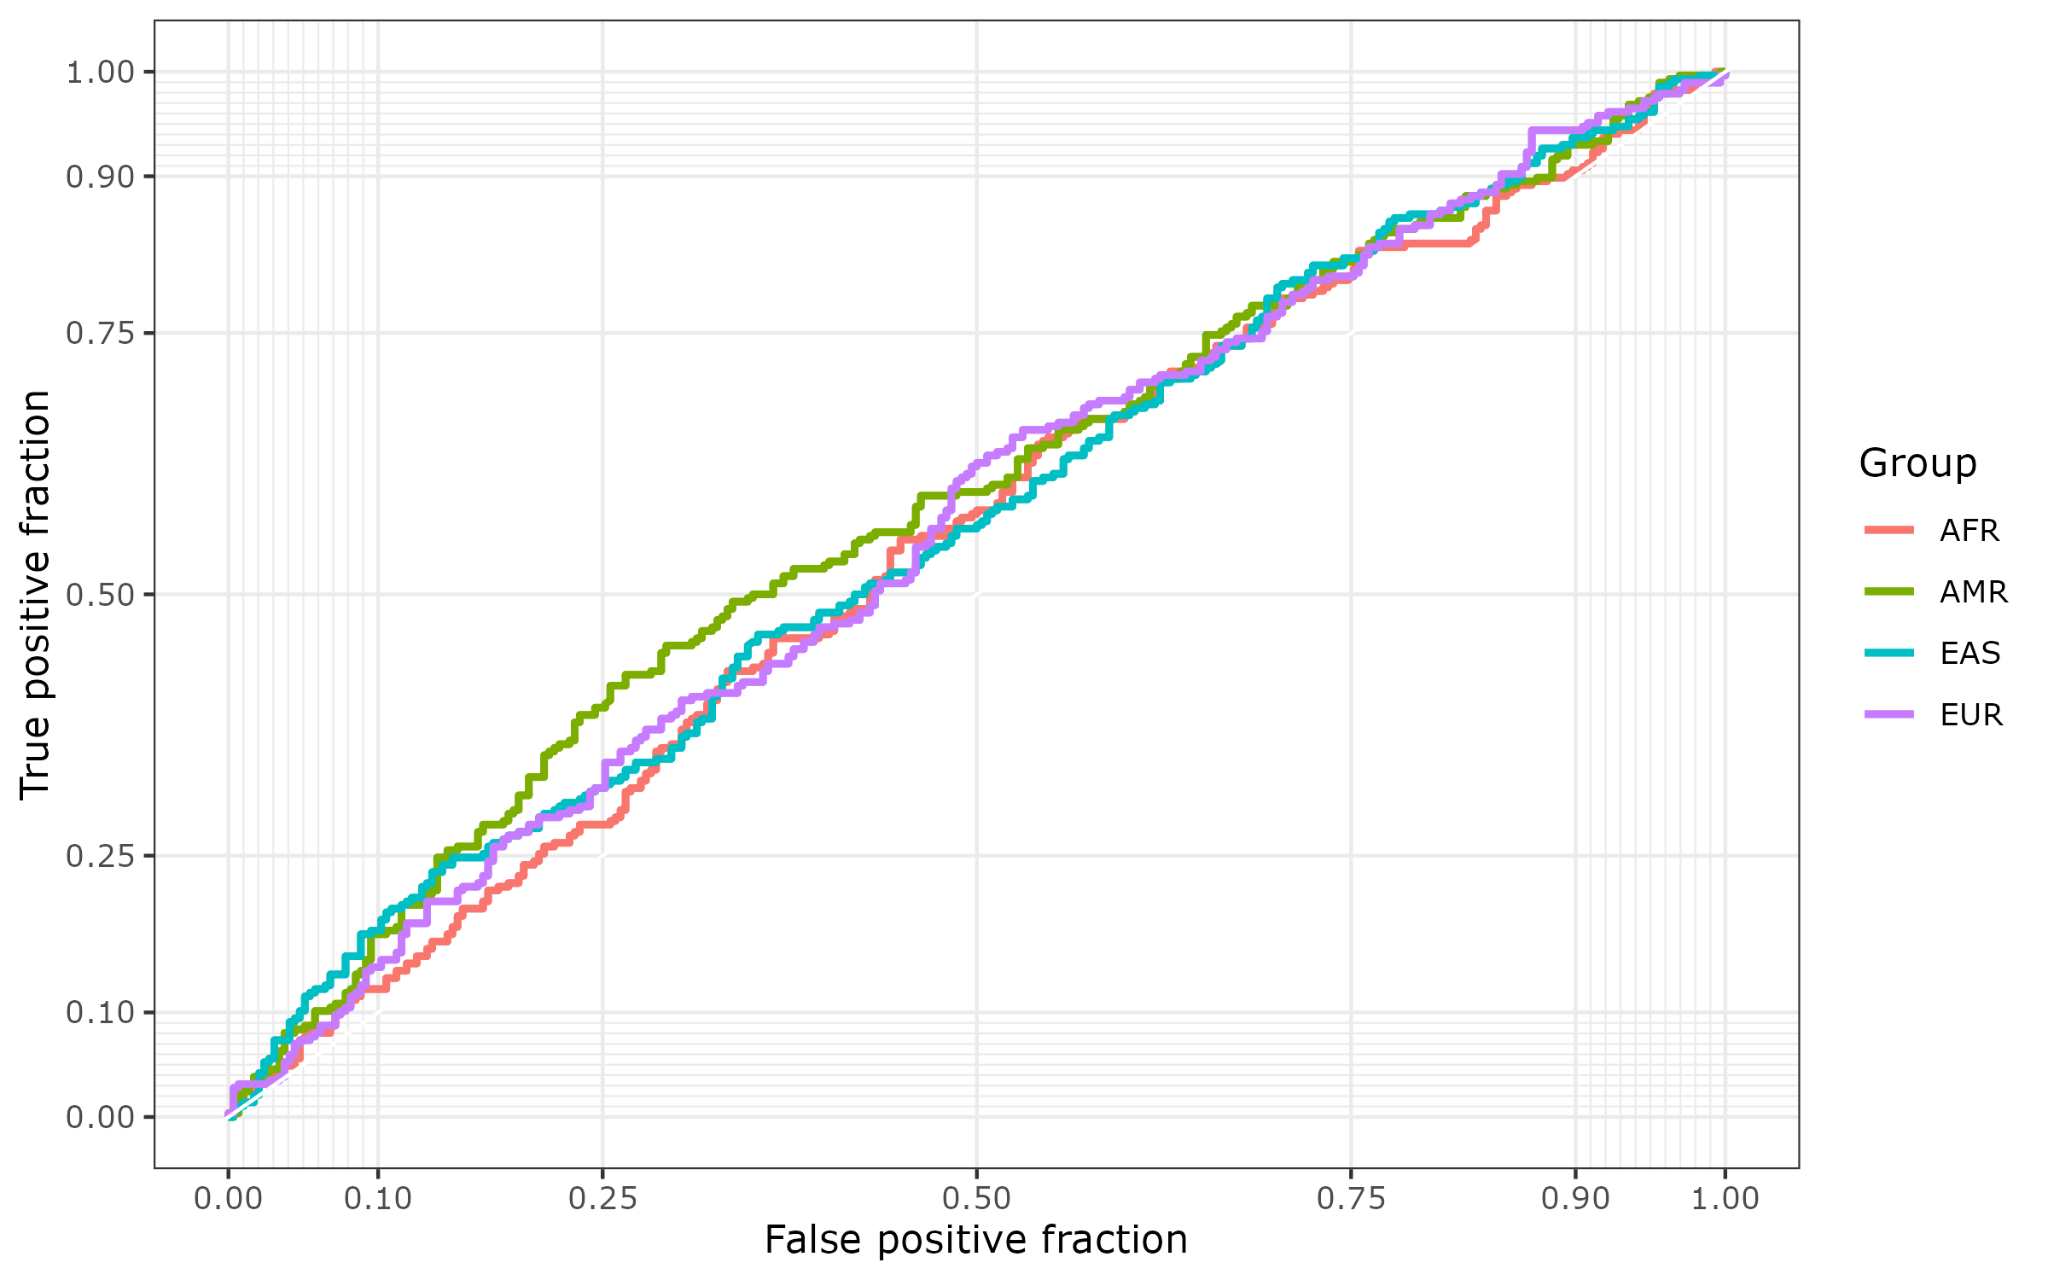 1.00
0.90
0.75
0.50
0.25
0.10
0.00
True positive fraction
0.00 0.10 0.25 0.50 0.75 0.90 1.00
False positive fraction
Group
AFR
AMR
EAS
EUR